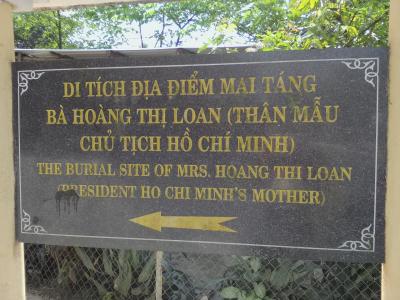 DI TÍCH ĐỊA ĐIỂM MAI TÁNG
BÀ HOÀNG THỊ LOAN (THÂN MẪU
CHỦ TỊCH HỒ CHÍ MINH)
THE BURIAL SITE OF MRS. HOANG THI LOAN
(PRESIDENT HO CHI MINH'S MOTHER)